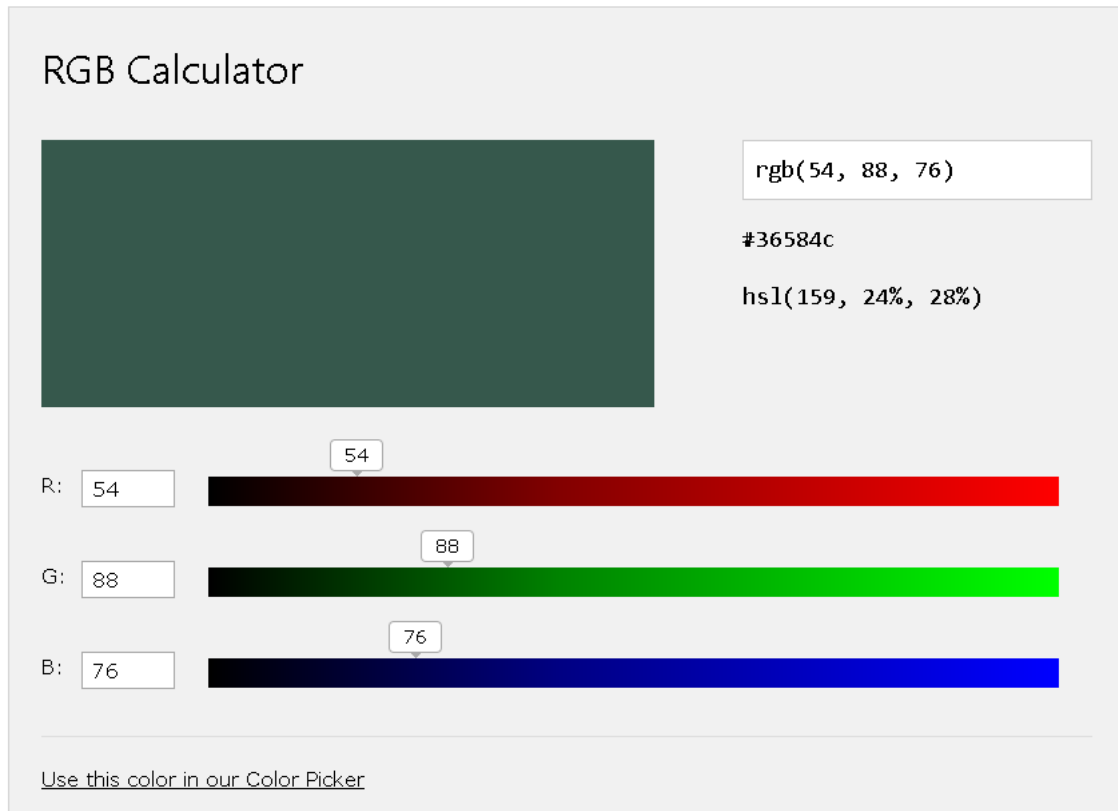 RGB Calculator
rgb(54, 88, 76)
#36584c
hsl(159, 24%, 28%)
54
R: 54
88
G: 88
76
B: 76
Use this color in our Color Picker